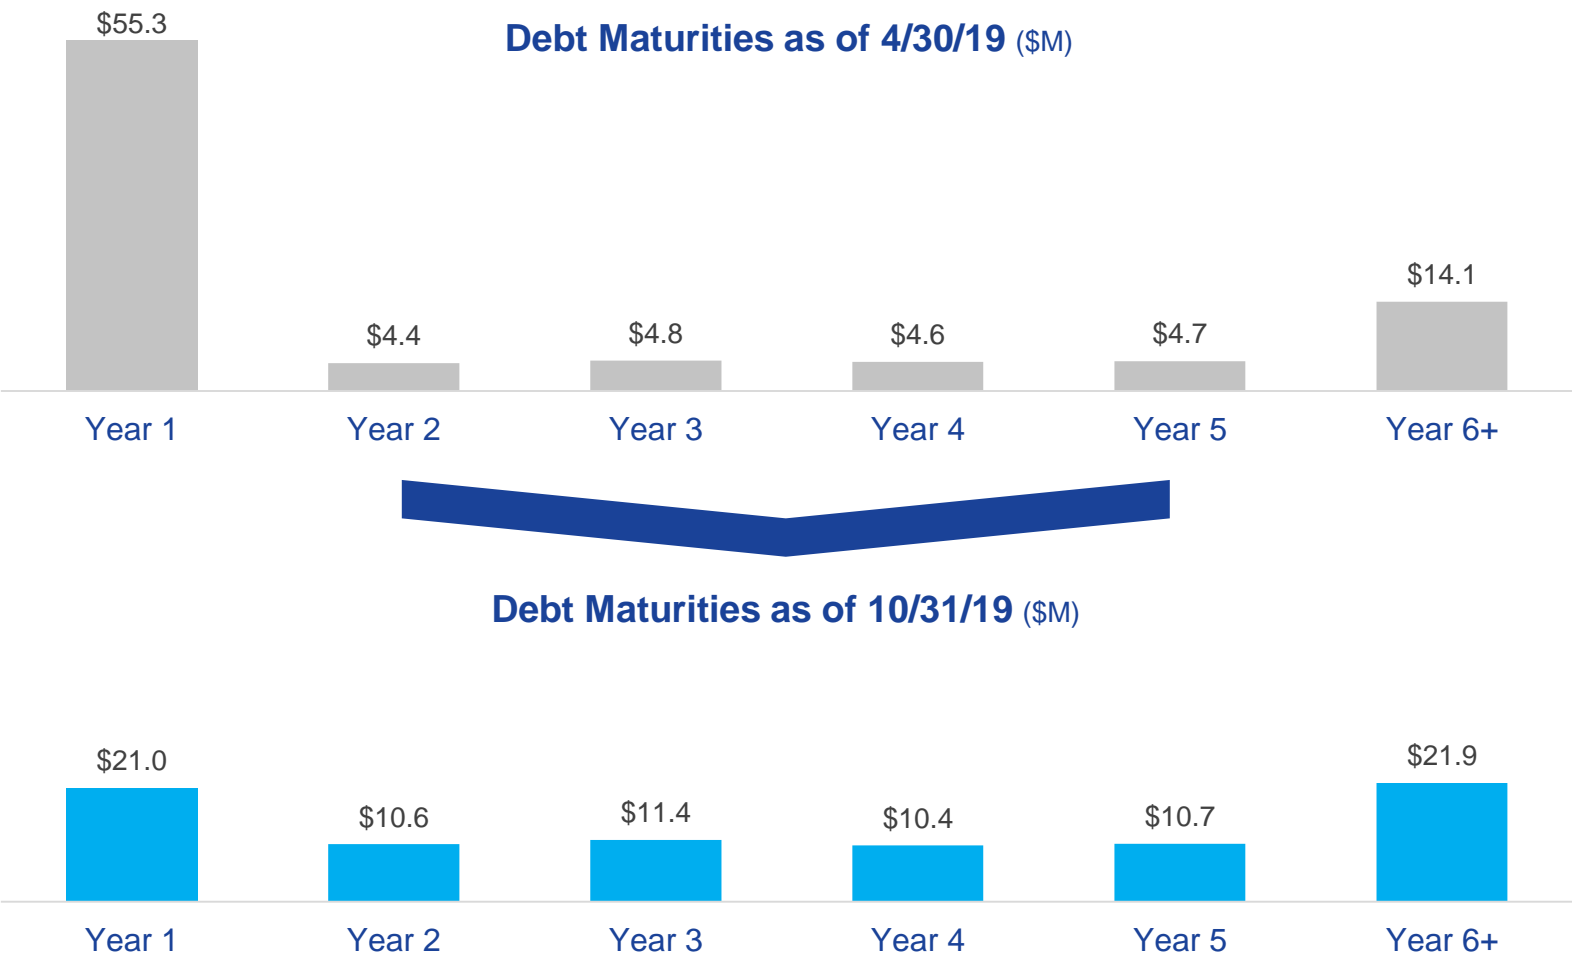 $55.3
Debt Maturities as of 4/30/19 ($M)
$14.1
$4.4 $4.8 $4.6 $4.7
Year 1 Year 2 Year 3 Year 4 Year 5 Year 6+
Debt Maturities as of 10/31/19 ($M)
$21.0 $10.6 $11.4 $10.4 $10.7 $21.9
Year 1 Year 2 Year 3 Year 4 Year 5 Year 6+